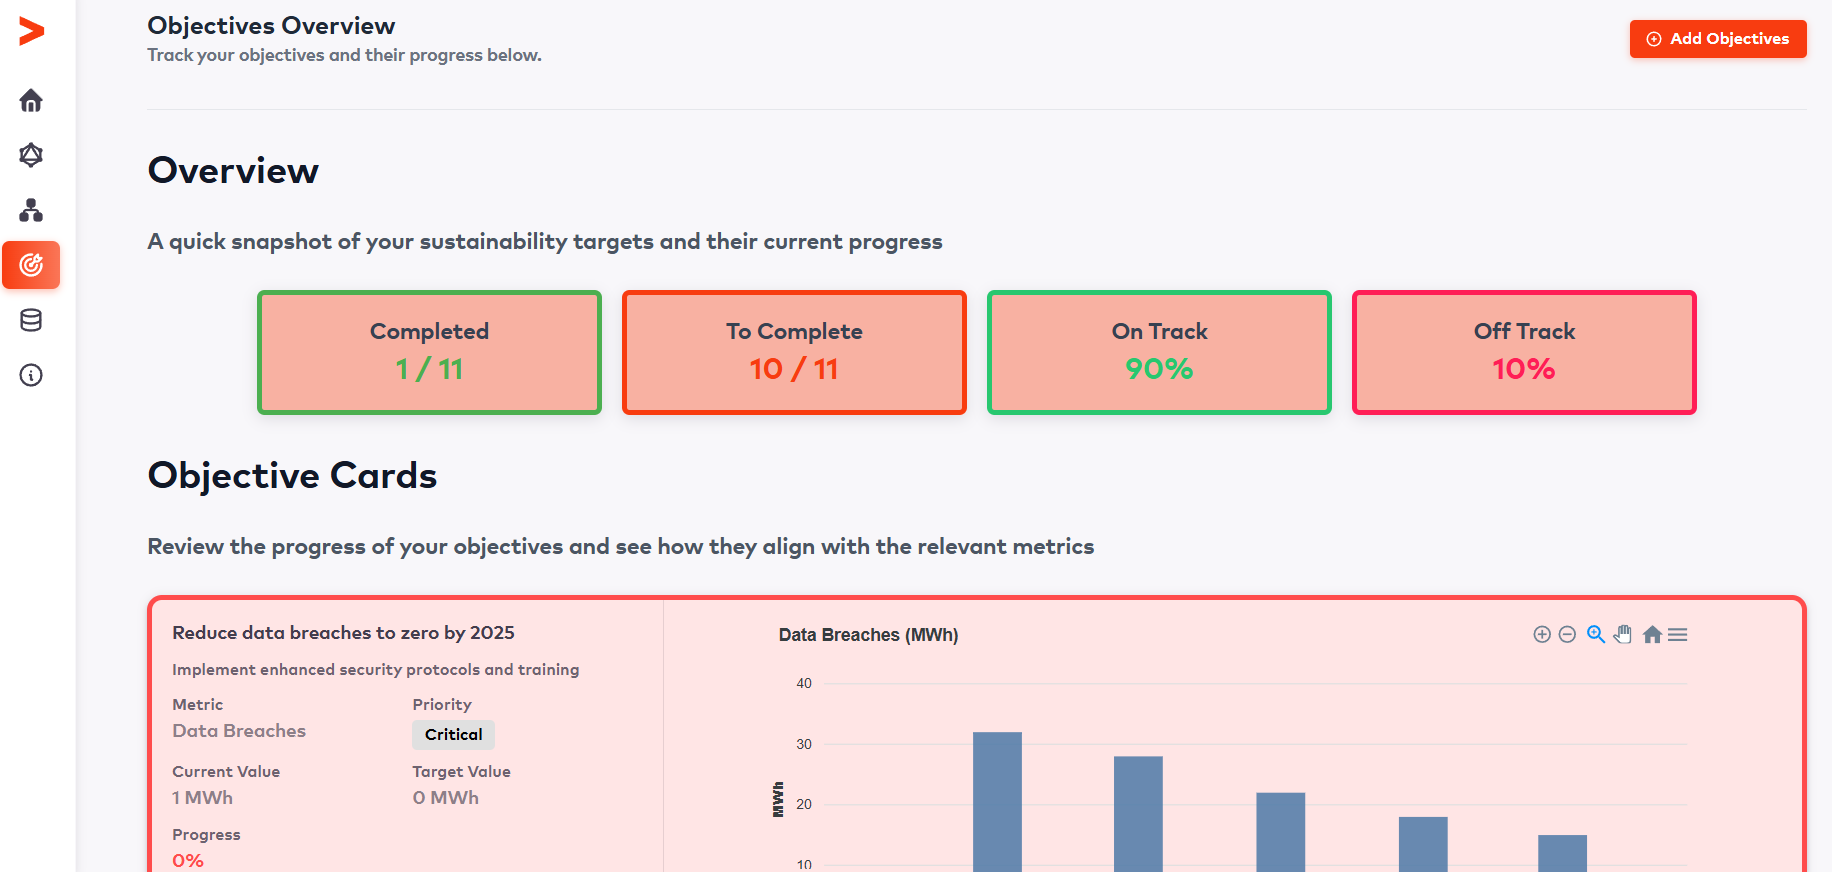 Objectives Overview
Track your objectives and their progress below.
Add Objectives
Overview
A quick snapshot of your sustainability targets and their current progress
Completed
1 / 11
To Complete
10 / 11
On Track
90%
Off Track
10%
Objective Cards
Review the progress of your objectives and see how they align with the relevant metrics
Reduce data breaches to zero by 2025
Implement enhanced security protocols and training
Metric
Data Breaches
Priority
Critical
Current Value
1 MWh
Target Value
0 MWh
Progress
0%
Data Breaches (MWh)
MWh
40
30
20
10